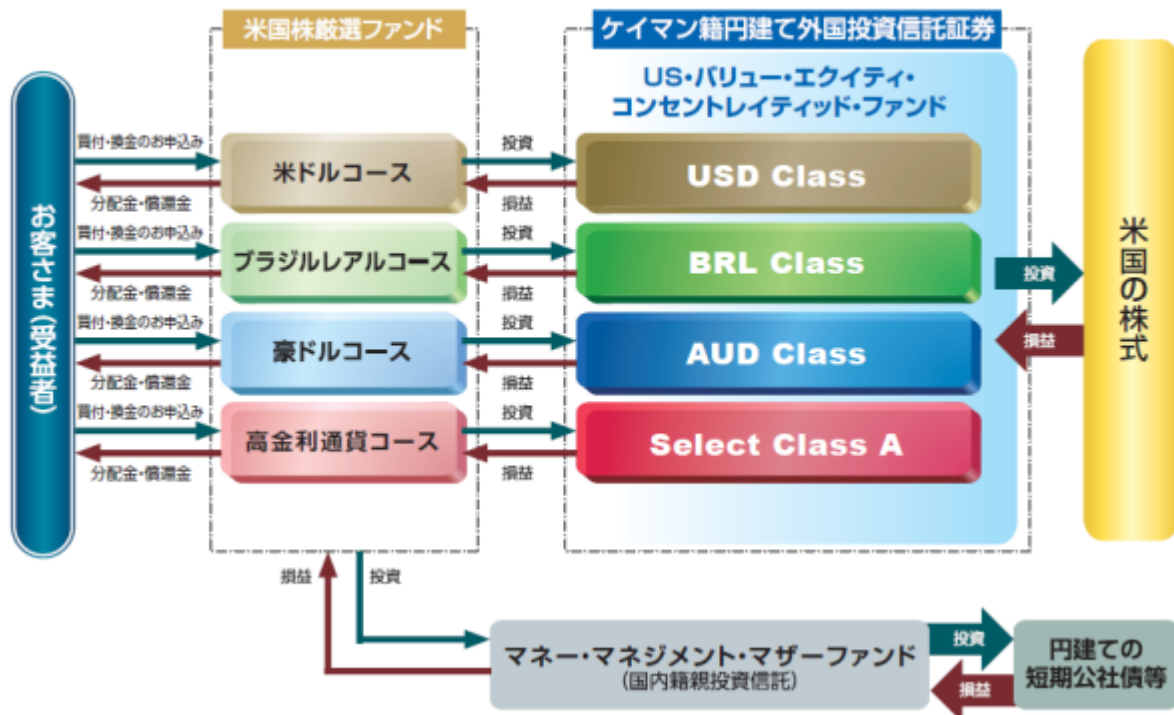 米国株厳選ファンド
ケイマン籍円建て外国投資信託証券
US・バリュー・エクイティ・
コンセントレイティッド・ファンド
お客さま(受益者)
買付・換金のお申込み
分配金・償還金
米ドルコース
投資
損益
USD Class
買付・換金のお申込み
分配金・償還金
ブラジルレアルコース
投資
損益
BRL Class
買付・換金のお申込み
分配金・償還金
豪ドルコース
投資
損益
AUD Class
買付・換金のお申込み
分配金・償還金
高金利通貨コース
投資
損益
Select Class A
投資
損益
米国の株式
損益
投資
マネー・マネジメント・マザーファンド
(国内籍親投資信託)
投資
損益
円建ての
短期公社債等